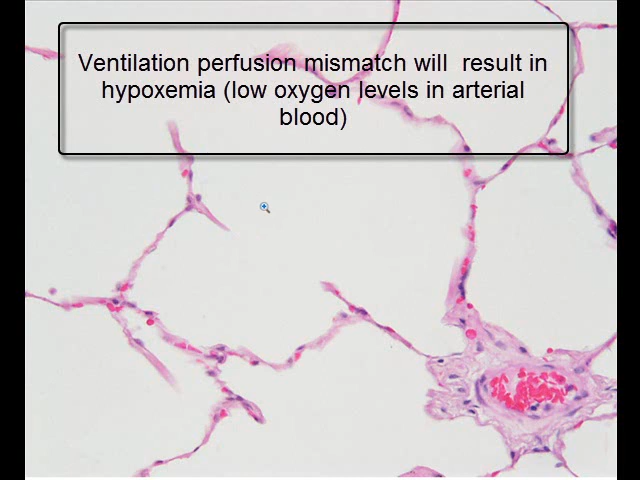 Ventilation perfusion mismatch will  result in
hypoxemia (low oxygen levels in arterial
blood)